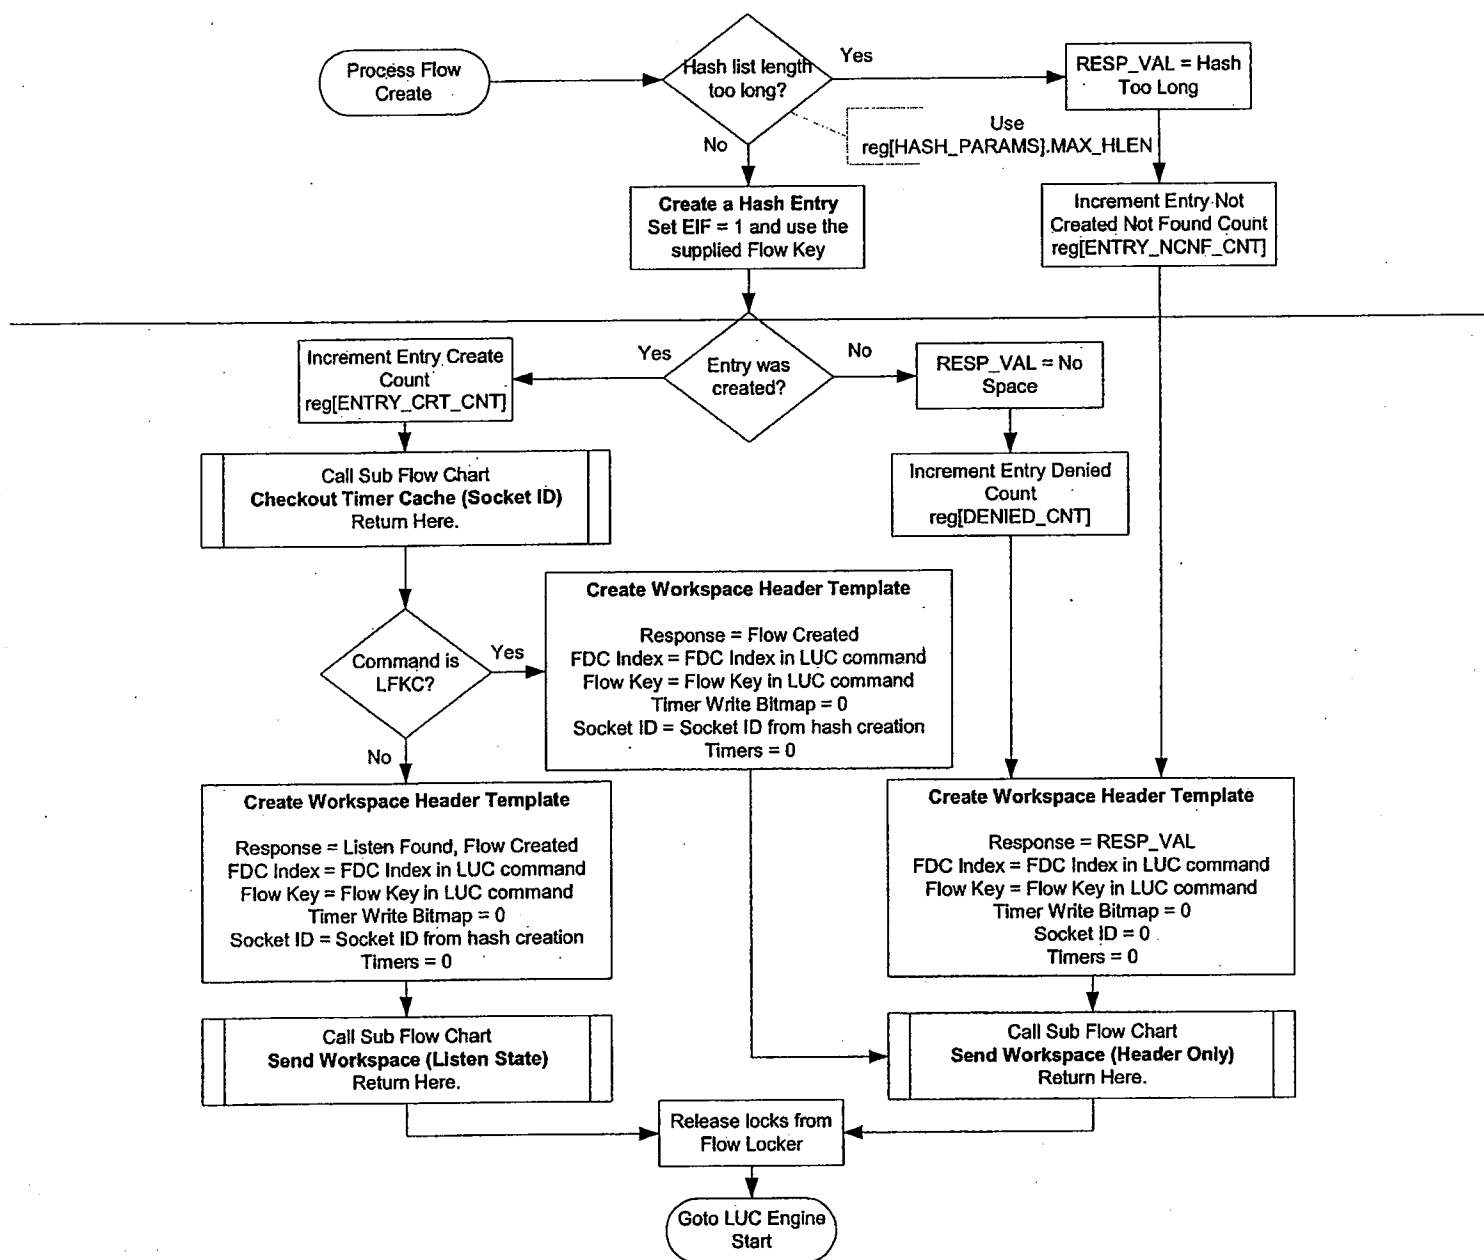 Process Flow
Create
Hash list length
too long?
Yes
RESP_VAL = Hash
Too Long
Use
reg[HASH_PARAMS}.MAX_HLEN
No
Create a Hash Entry
Set EIF = 1 and use the
supplied Flow Key
Increment Entry Not
Created Not Found Count
reg[ENTRY_NCNF_CNT]
Increment Entry Create
Count
reg[ENTRY_CRT_CNT]
Yes
Entry was
created?
No
RESP_VAL = No
Space
Call Sub Flow Chart
Checkout Timer Cache (Socket ID)
Return Here.
Increment Entry Denied
Count
reg[DENIED_CNT]
Command is
LFKC?
Yes
Create Workspace Header Template
Response = Flow Created
FDC Index = FDC Index in LUC command
Flow Key = Flow Key in LUC command
Timer Write Bitmap = 0
Socket ID = Socket ID from hash creation
Timers = 0
No
Create Workspace Header Template
Response = Listen Found, Flow Created
FDC Index = FDC Index in LUC command
Flow Key = Flow Key in LUC command
Timer Write Bitmap = 0
Socket ID = Socket ID from hash creation
Timers = 0
Create Workspace Header Template
Response = RESP_VAL
FDC Index = FDC Index in LUC command
Flow Key = Flow Key in LUC command
Timer Write Bitmap = 0
Socket ID = 0
Timers = 0
Call Sub Flow Chart
Send Workspace (Listen State)
Return Here.
Call Sub Flow Chart
Send Workspace (Header Only)
Return Here.
Release locks from
Flow Locker
Goto LUC Engine
Start